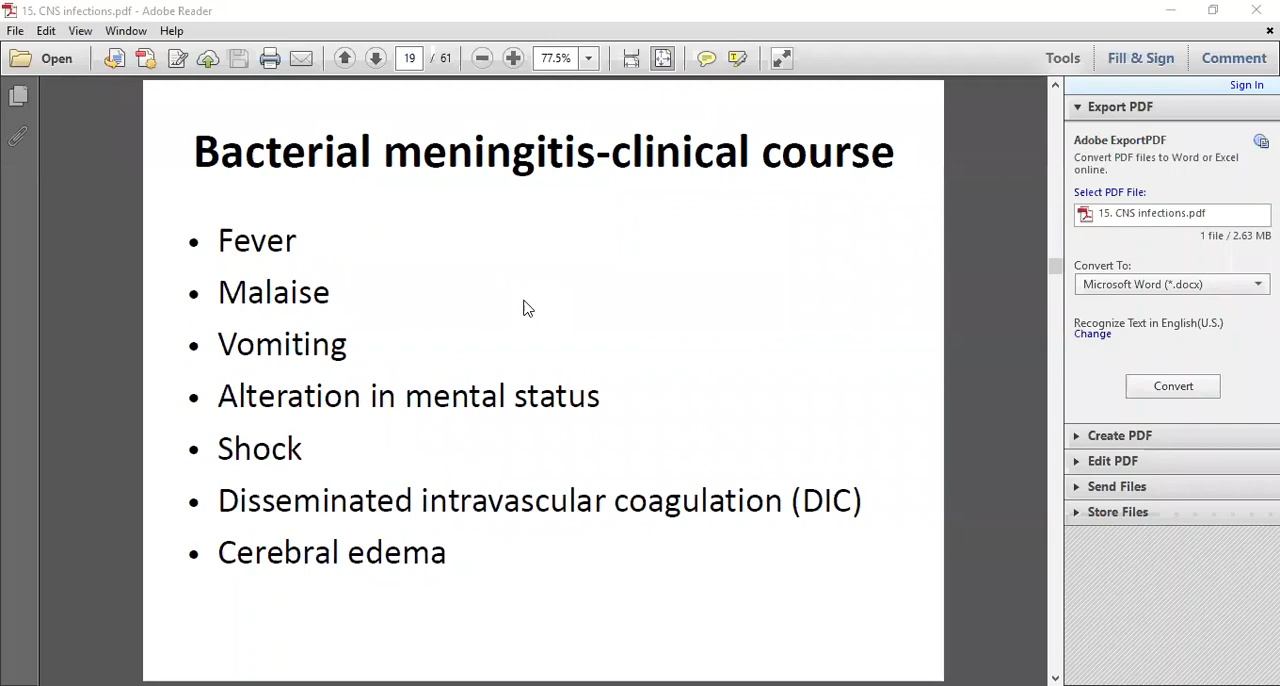 15. CNS infections.pdf - Adobe Reader
File Edit View Window Help
Open 19 / 61 77.5% Tools Fill & Sign Comment
Sign In
Bacterial meningitis-clinical course
• Fever
• Malaise
• Vomiting
• Alteration in mental status
• Shock
• Disseminated intravascular coagulation (DIC)
• Cerebral edema
Export PDF
Adobe ExportPDF
Convert PDF files to Word or Excel
online.
Select PDF File:
15. CNS infections.pdf
1 file / 2.63 MB
Convert To:
Microsoft Word (*.docx)
Recognize Text in English(U.S.)
Change
Convert
Create PDF
Edit PDF
Send Files
Store Files